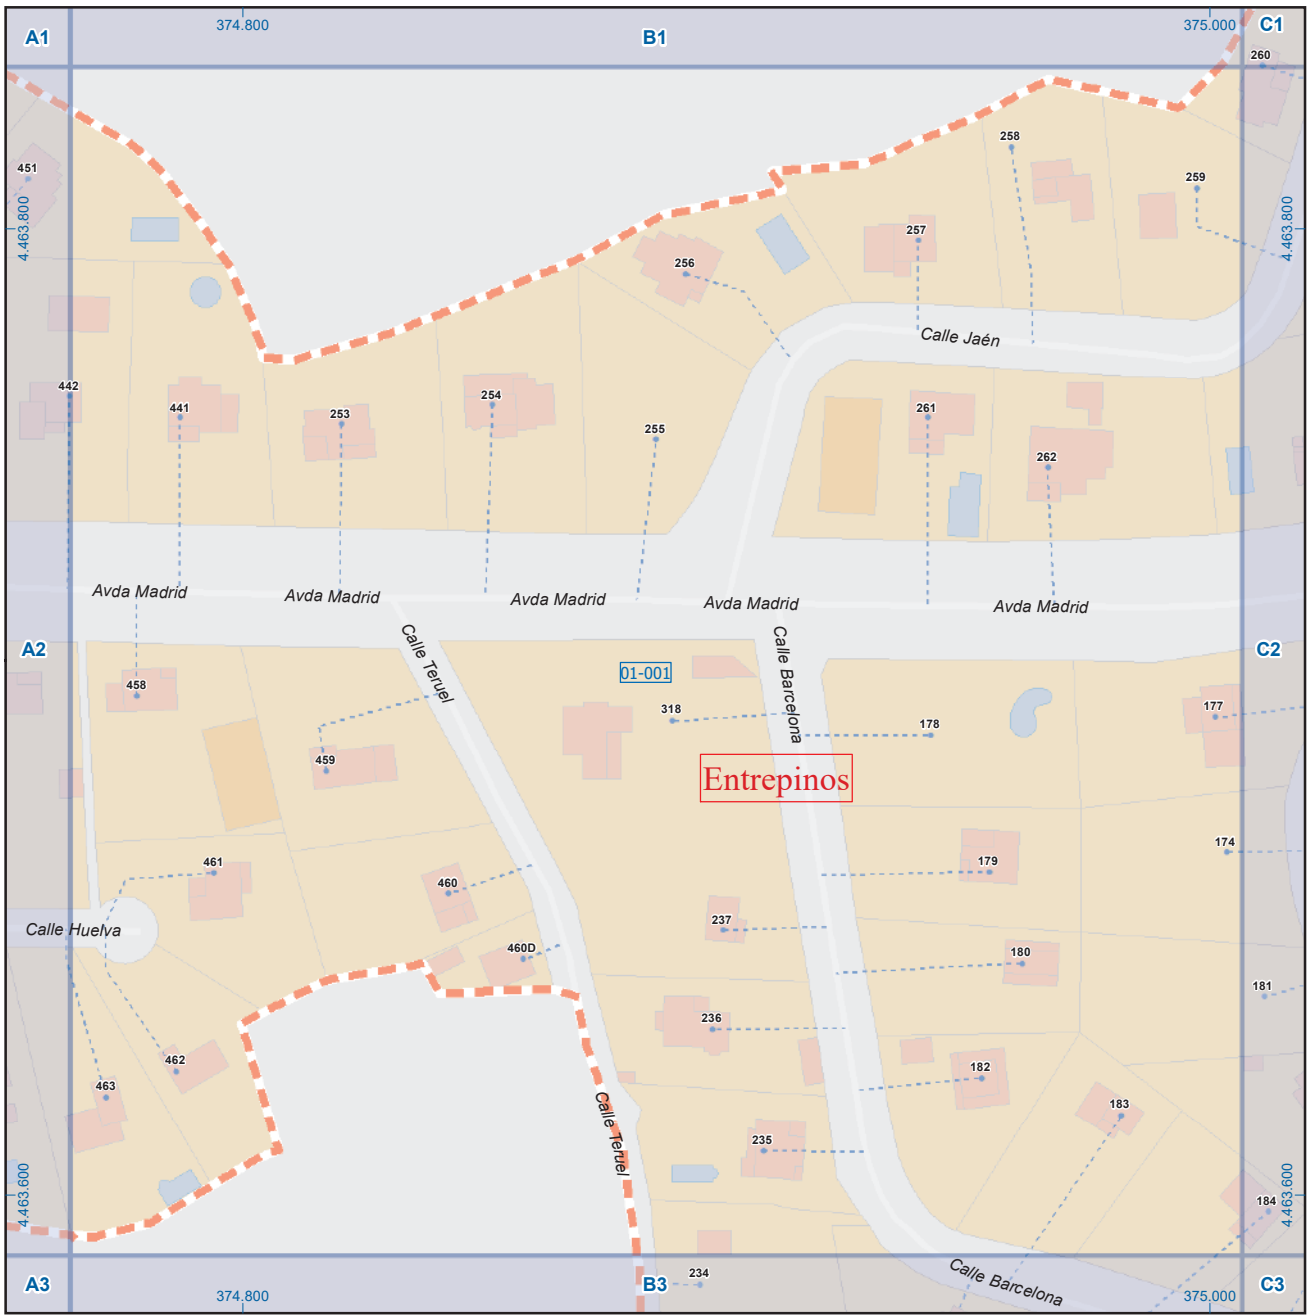 374.800
375.000
A1
B1
C1
260
258
451
259
4.463.800
4.463.800
257
256
Calle Jaén
442
254
441
253
261
255
262
Avda Madrid
Avda Madrid
Avda Madrid
Avda Madrid
Avda Madrid
A2
Calle Teruel
Calle Barcelona
C2
01-001
458
318
177
178
459
Entrepinos
174
461
179
460
237
Calle Huelva
460D
180
181
236
462
182
463
183
Calle Teruel
235
4.463.600
4.463.600
184
234
Calle Barcelona
A3
B3
C3
374.800
375.000